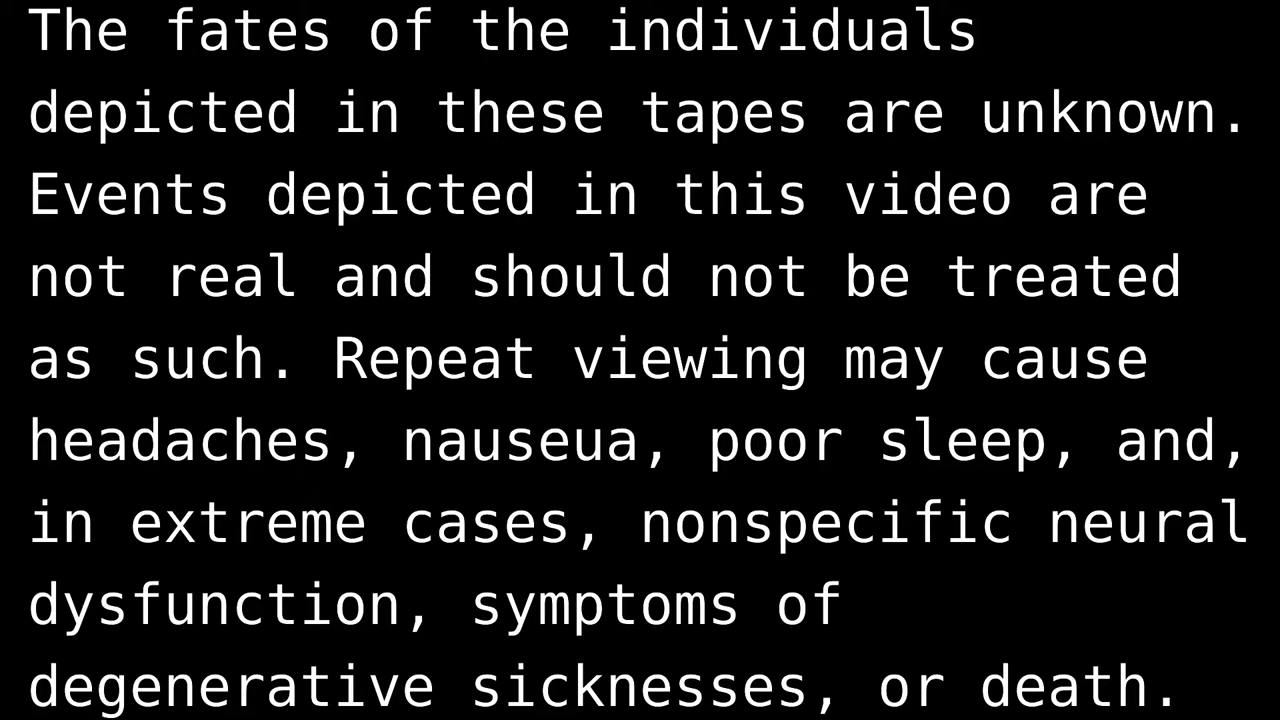 The fates of the individuals
depicted in these tapes are unknown.
Events depicted in this video are
not real and should not be treated
as such. Repeat viewing may cause
headaches, nauseua, poor sleep, and,
in extreme cases, nonspecific neural
dysfunction, symptoms of
degenerative sicknesses, or death.